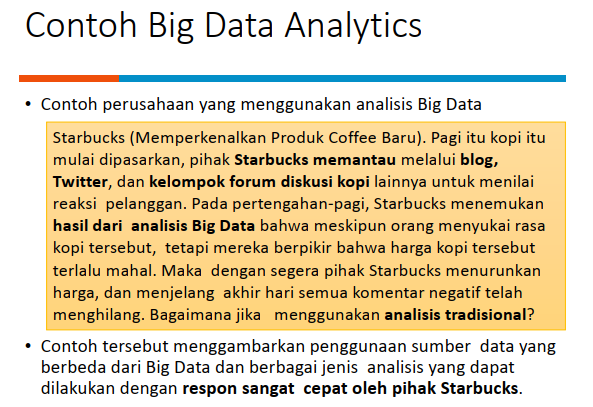 Contoh Big Data Analytics
• Contoh perusahaan yang menggunakan analisis Big Data
Starbucks (Memperkenalkan Produk Coffee Baru). Pagi itu kopi itu
mulai dipasarkan, pihak Starbucks memantau melalui blog,
Twitter, dan kelompok forum diskusi kopi lainnya untuk menilai
reaksi pelanggan. Pada pertengahan-pagi, Starbucks menemukan
hasil dari analisis Big Data bahwa meskipun orang menyukai rasa
kopi tersebut, tetapi mereka berpikir bahwa harga kopi tersebut
terlalu mahal. Maka dengan segera pihak Starbucks menurunkan
harga, dan menjelang akhir hari semua komentar negatif telah
menghilang. Bagaimana jika menggunakan analisis tradisional?
• Contoh tersebut menggambarkan penggunaan sumber data yang
berbeda dari Big Data dan berbagai jenis analisis yang dapat
dilakukan dengan respon sangat cepat oleh pihak Starbucks.